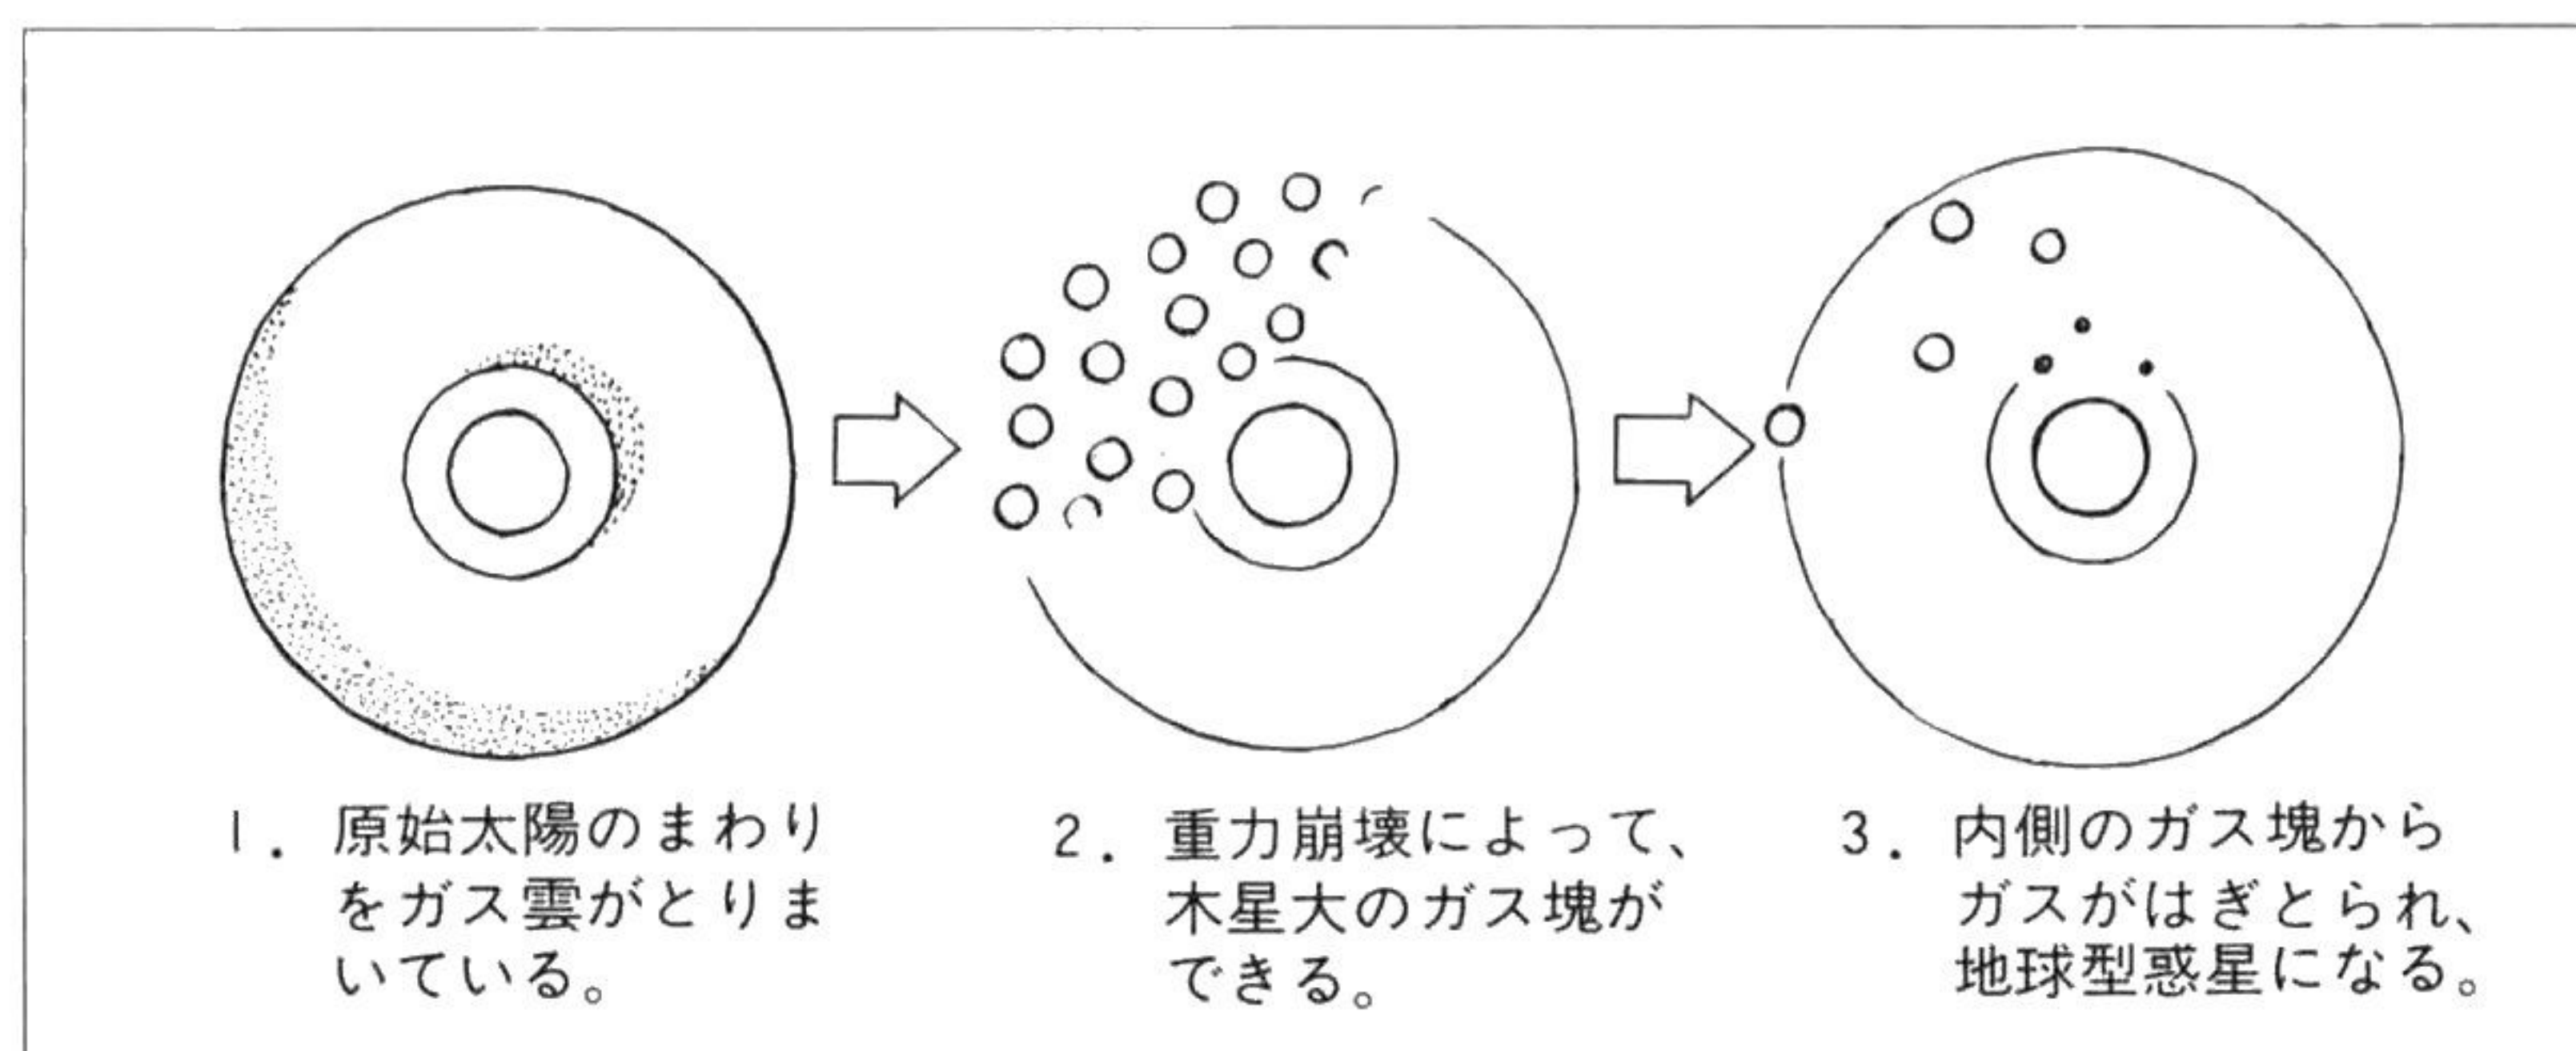 1. 原始太陽のまわり
をガス雲がとりま
いている。
2. 重力崩壊によって、
木星大のガス塊が
できる。
3. 内側のガス塊から
ガスがはぎとられ、
地球型惑星になる。